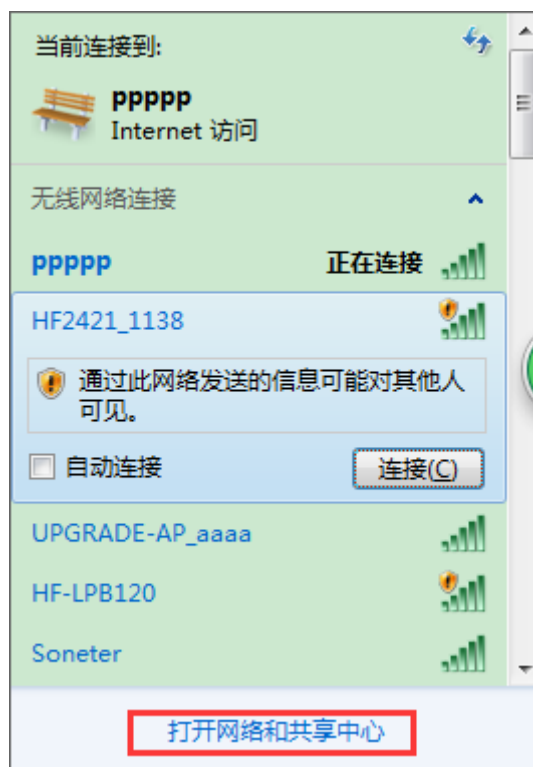 当前连接到:
ppppp
Internet 访问
无线网络连接
ppppp 正在连接
HF2421_1138
通过此网络发送的信息可能对其他人
可见。
自动连接 连接(C)
UPGRADE-AP_aaaa
HF-LPB120
Soneter
打开网络和共享中心